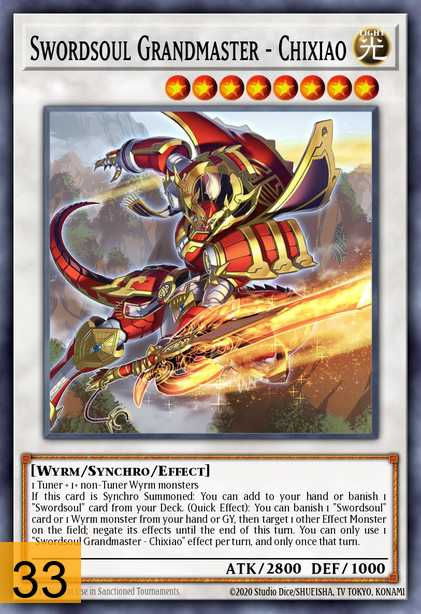 SWORDSOUL GRANDMASTER - CHIXIAO
LIGHT
光
[WYRM/SYNCHRO/EFFECT]
1 Tuner + 1+ non-Tuner Wyrm monsters
If this card is Synchro Summoned: You can add to your hand or banish 1
"Swordsoul" card from your Deck. (Quick Effect): You can banish 1 "Swordsoul"
card or 1 Wyrm monster from your hand or GY, then target 1 other Effect Monster
on the field; negate its effects until the end of this turn. You can only use 1
"Swordsoul Grandmaster - Chixiao" effect per turn, and only once that turn.
ATK/2800 DEF/1000
33
Use in Sanctioned Tournaments.
©2020 Studio Dice/SHUEISHA, TV TOKYO, KONAMI